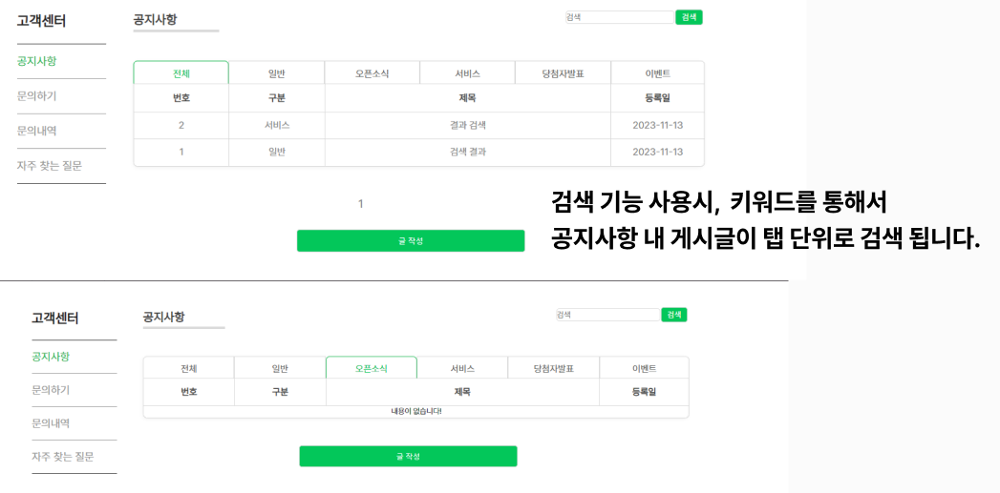 고객센터
공지사항
문의하기
문의내역
자주 찾는 질문
공지사항
검색 검색
전체 일반 오픈소식 서비스 당첨자발표 이벤트
번호 구분 제목 등록일
2 서비스 결과 검색 2023-11-13
1 일반 검색 결과 2023-11-13
1
글 작성
검색 기능 사용시, 키워드를 통해서
공지사항 내 게시글이 탭 단위로 검색 됩니다.
고객센터
공지사항
문의하기
문의내역
자주 찾는 질문
공지사항
검색 검색
전체 일반 오픈소식 서비스 당첨자발표 이벤트
번호 구분 제목 등록일
내용이 없습니다!
글 작성